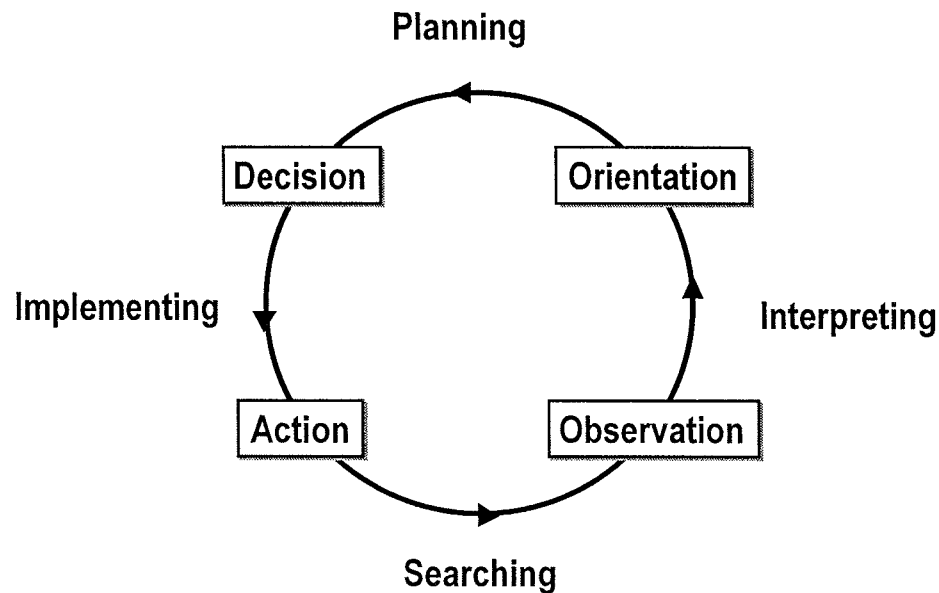 Planning
Decision
Orientation
Implementing
Interpreting
Action
Observation
Searching